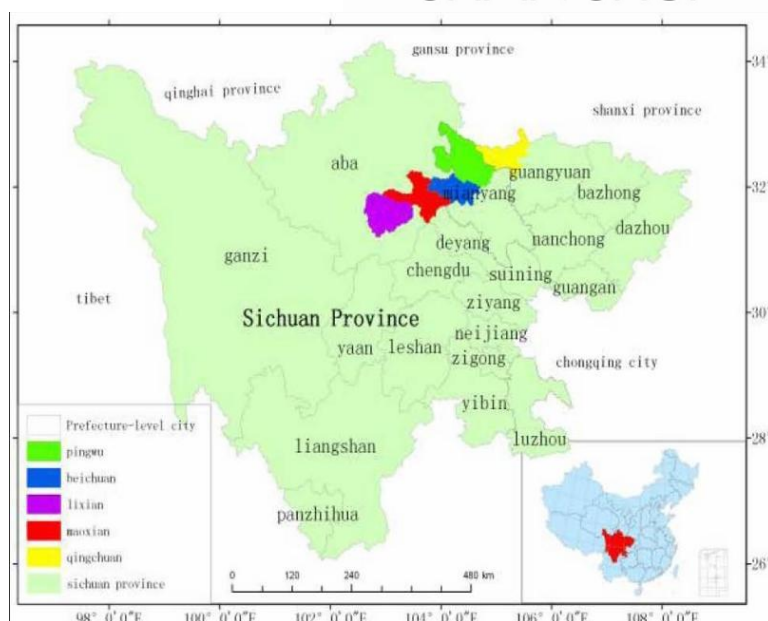 gansu province
qinghai province
shanxi province
34°
aba
guangyuan
32°
mianyang
bazhong
dazhou
deyang
nanchong
ganzi
chengdu
suining
guangan
tibet
ziyang
Sichuan Province
30°
neijiang
yaan
leshan
zigong
chongqing city
yibin
Prefecture-level city
luzhou
28°
pingwu
liangshan
beichuan
lixian
panzhihua
maoxian
qingchuan
26°
sichuan province
0 120 240 480 km
98° 0'0"E 100° 0'0"E 102° 0'0"E 104° 0'0"E 106° 0'0"E 108° 0'0"E